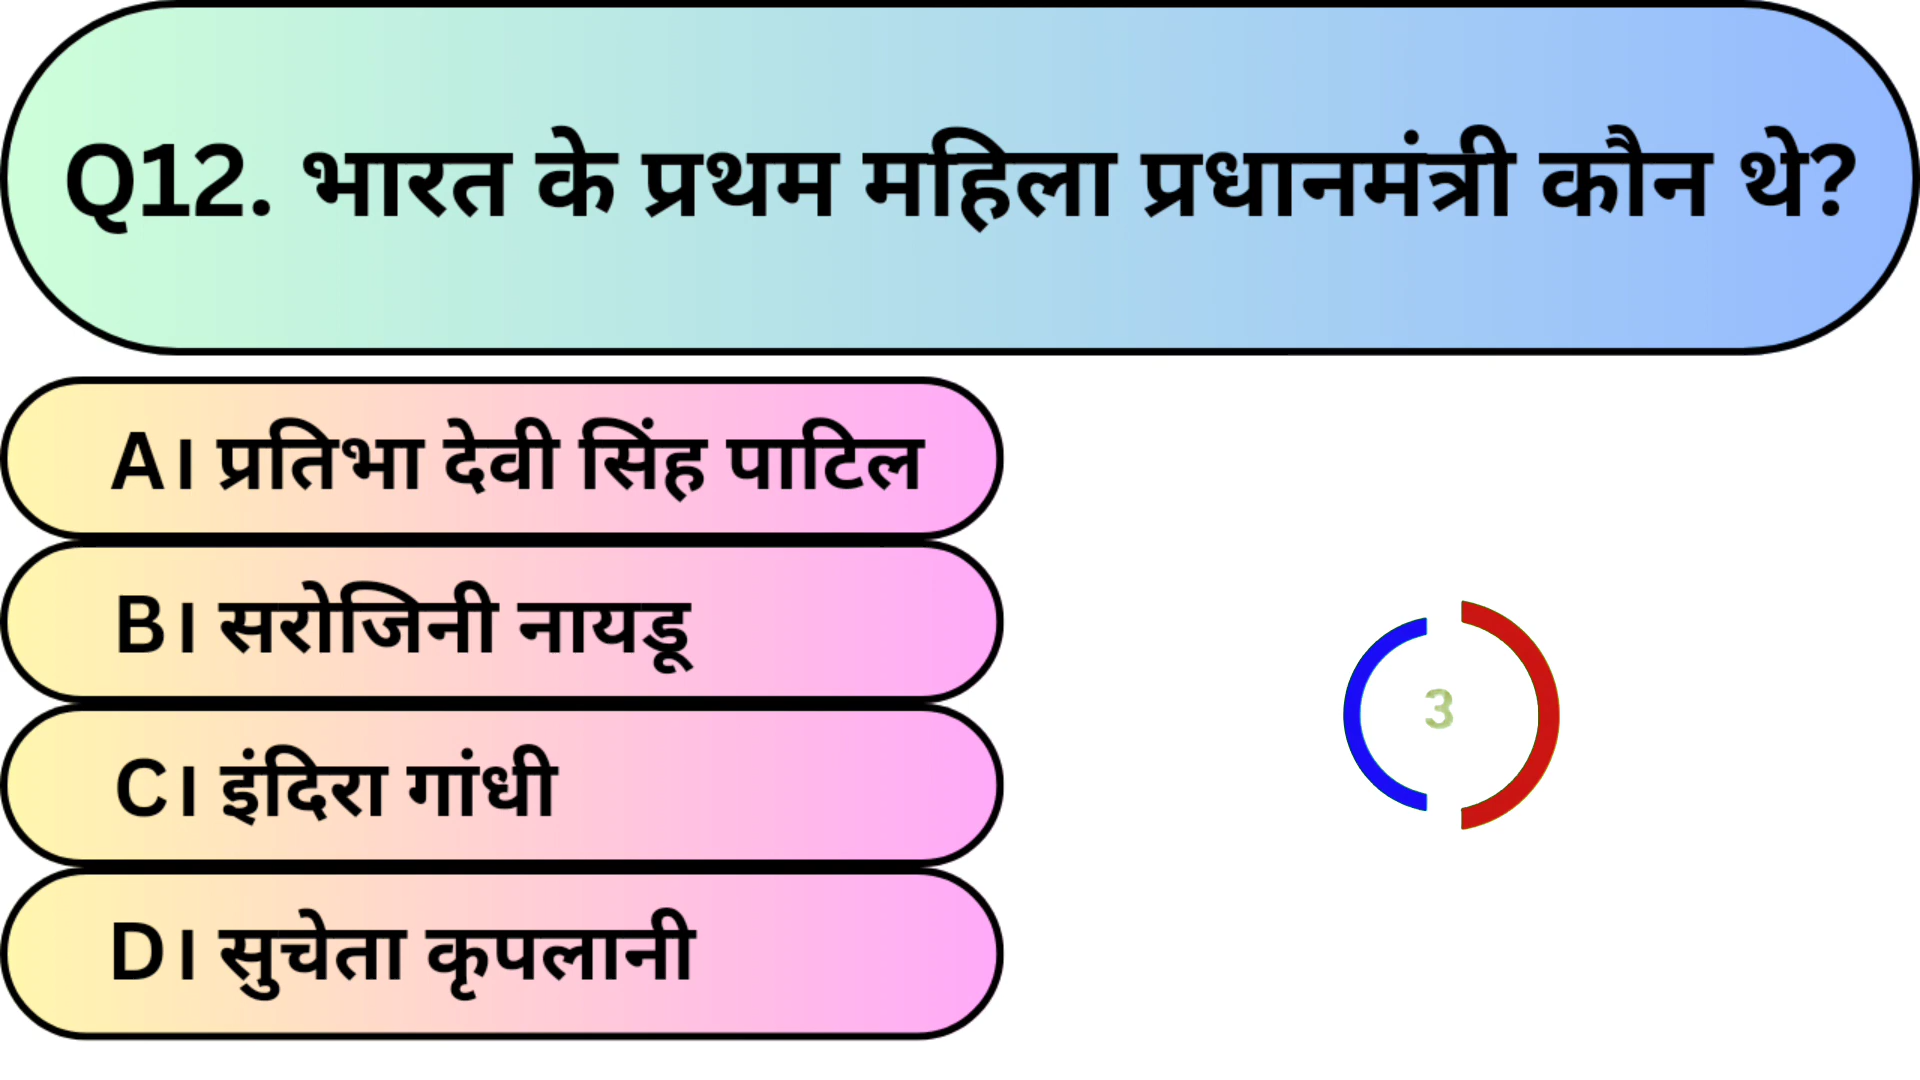 Q12. भारत के प्रथम महिला प्रधानमंत्री कौन थे?
A। प्रतिभा देवी सिंह पाटिल
B। सरोजिनी नायडू
C। इंदिरा गांधी
3
D। सुचेता कृपलानी